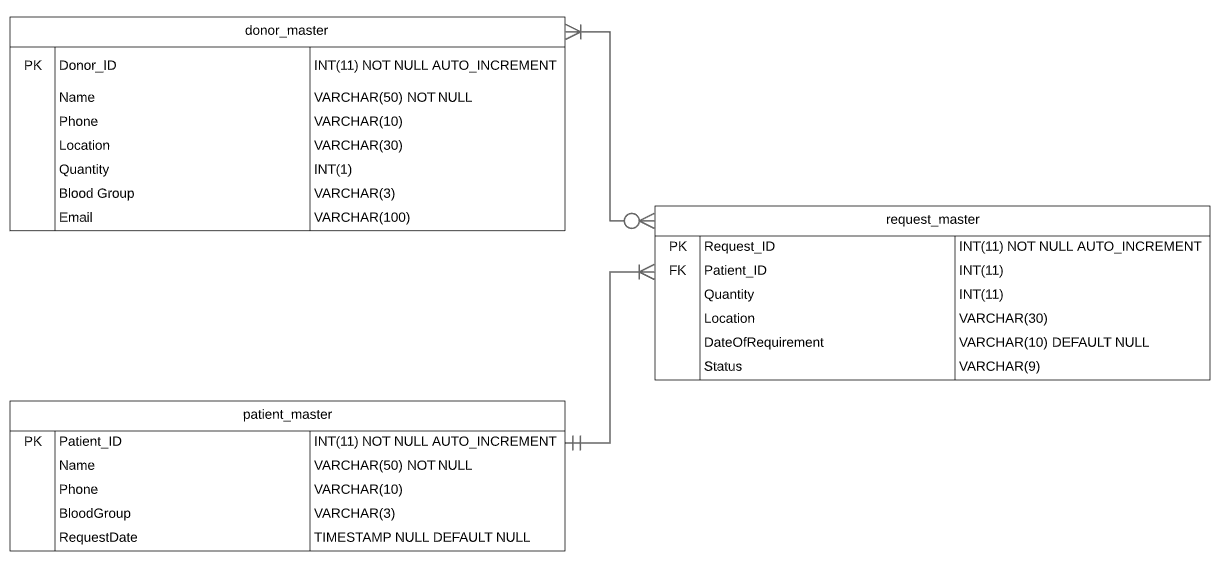 donor_master
PK Donor_ID INT(11) NOT NULL AUTO_INCREMENT
Name VARCHAR(50) NOT NULL
Phone VARCHAR(10)
Location VARCHAR(30)
Quantity INT(1)
Blood Group VARCHAR(3)
Email VARCHAR(100)
request_master
PK Request_ID INT(11) NOT NULL AUTO_INCREMENT
FK Patient_ID INT(11)
Quantity INT(11)
Location VARCHAR(30)
DateOfRequirement VARCHAR(10) DEFAULT NULL
Status VARCHAR(9)
patient_master
PK Patient_ID INT(11) NOT NULL AUTO_INCREMENT
Name VARCHAR(50) NOT NULL
Phone VARCHAR(10)
BloodGroup VARCHAR(3)
RequestDate TIMESTAMP NULL DEFAULT NULL